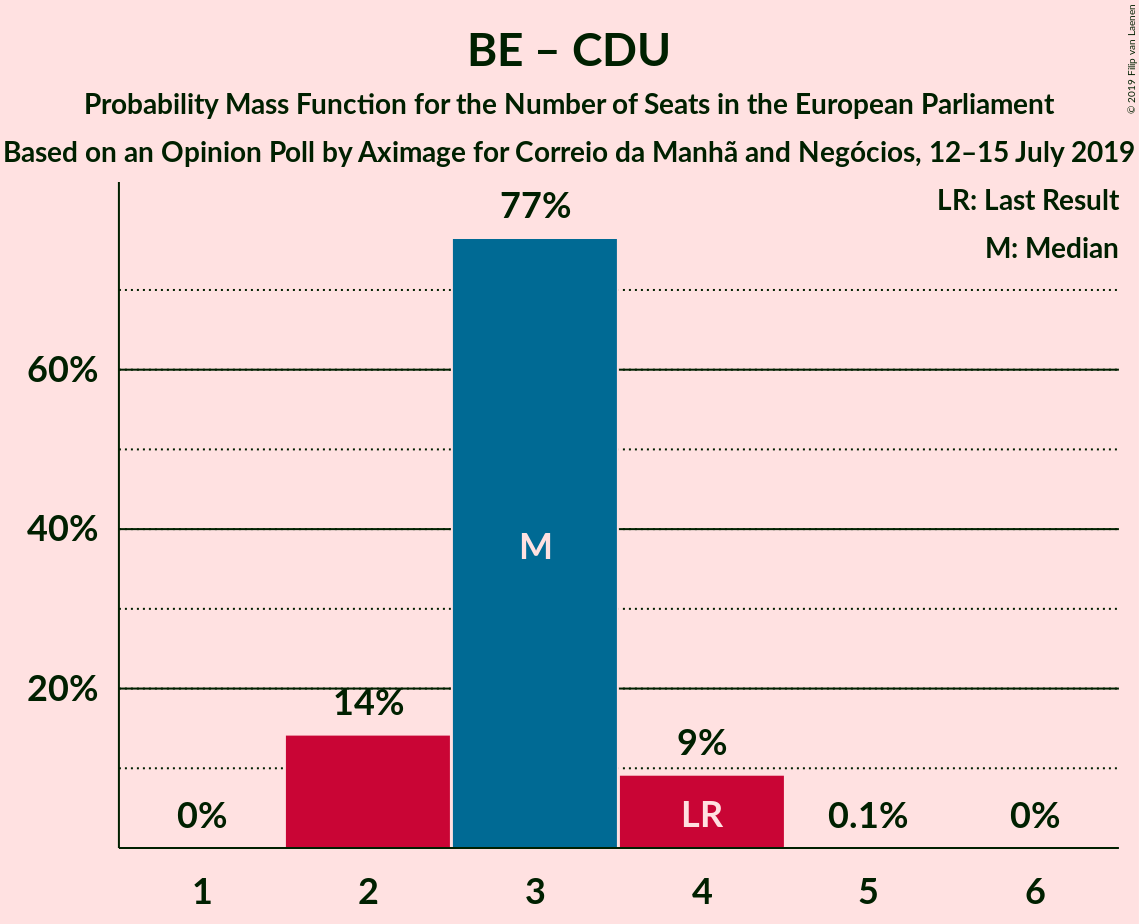 BE – CDU
Probability Mass Function for the Number of Seats in the European Parliament
Based on an Opinion Poll by Aximage for Correio da Manhã and Negócios, 12–15 July 2019
© 2019 Filip van Laenen
LR: Last Result
M: Median
77%
60%
40%
20%
M
14%
9%
LR
0%
0.1%
0%
1 2 3 4 5 6